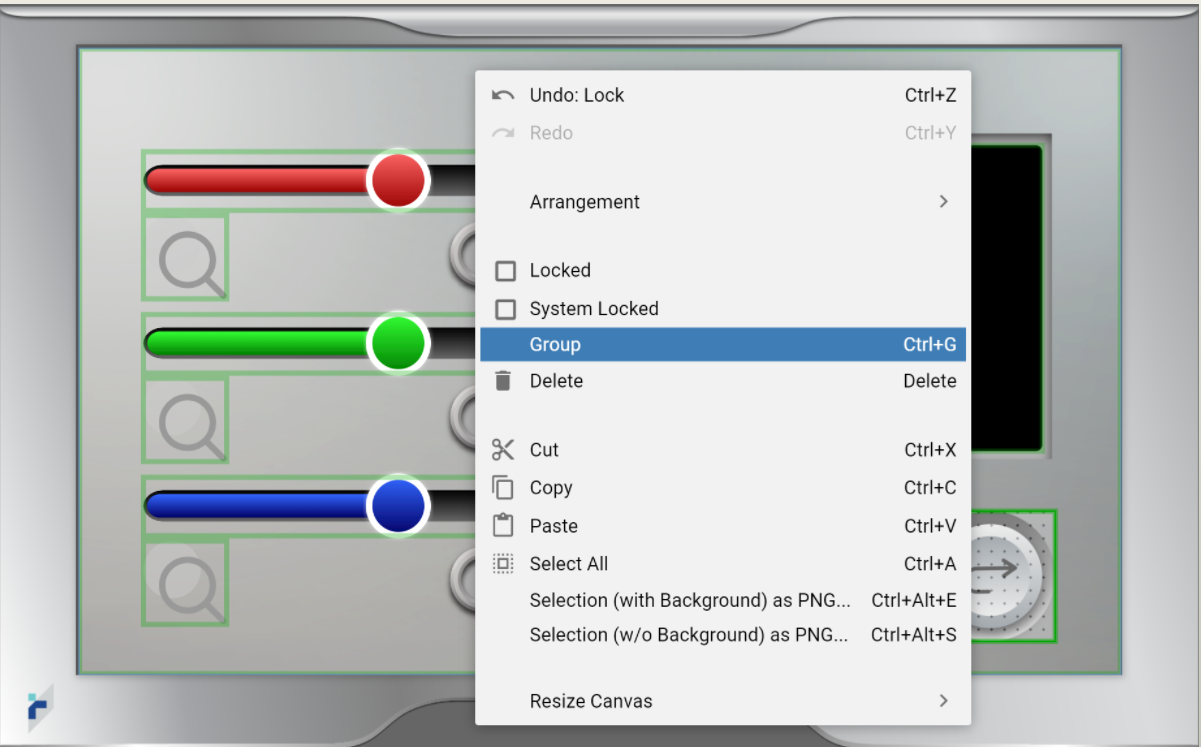 Undo: Lock Ctrl+Z
Redo Ctrl+Y
Arrangement
Locked
System Locked
Group Ctrl+G
Delete Delete
Cut Ctrl+X
Copy Ctrl+C
Paste Ctrl+V
Select All Ctrl+A
Selection (with Background) as PNG... Ctrl+Alt+E
Selection (w/o Background) as PNG... Ctrl+Alt+S
Resize Canvas